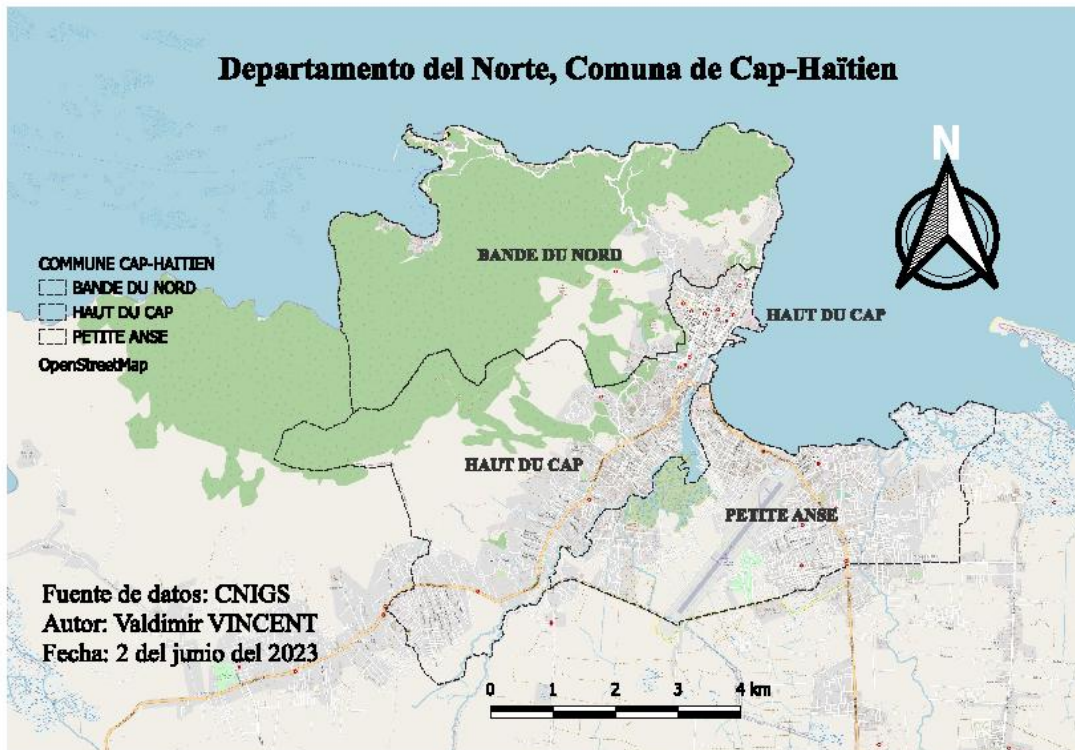 Departamento del Norte, Comuna de Cap-Haïtien
N
BANDE DU NORD
COMMUNE CAP-HAITIEN
BANDE DU NORD
HAUT DU CAP
PETITE ANSE
OpenStreetMap
HAUT DU CAP
HAUT DU CAP
PETITE ANSE
Fuente de datos: CNIGS
Autor: Valdimir VINCENT
Fecha: 2 del junio del 2023
0 1 2 3 4 km